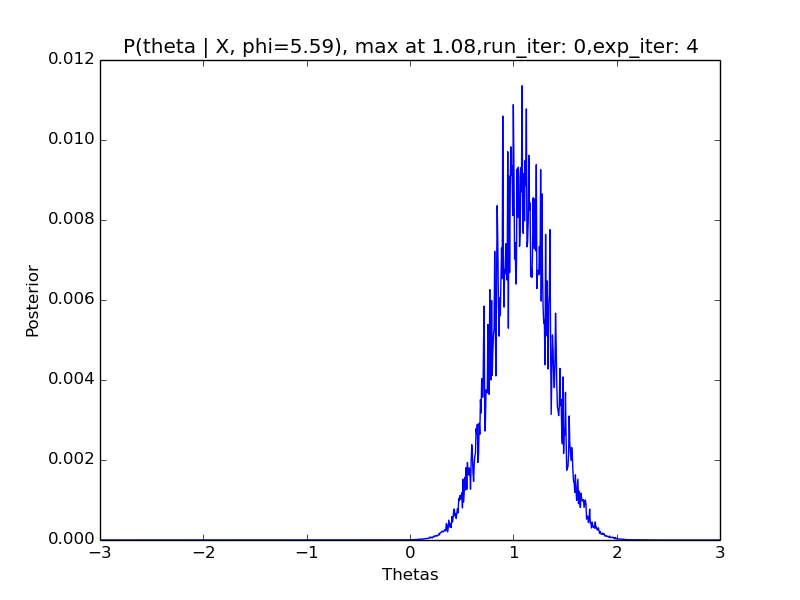 P(theta | X, phi=5.59), max at 1.08,run_iter: 0,exp_iter: 4
0.012
0.010
0.008
0.006
0.004
0.002
0.000
Posterior
−3 −2 −1 0 1 2 3
Thetas